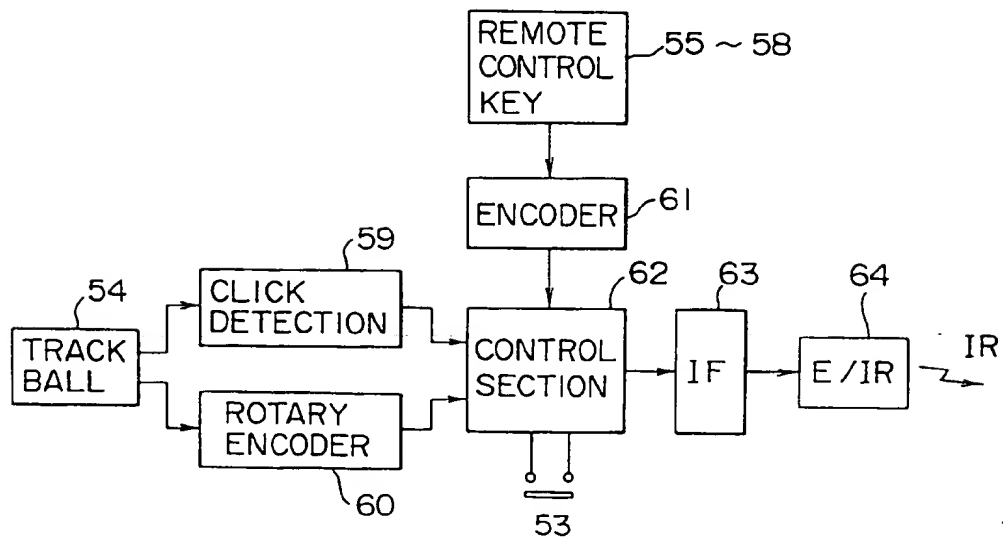 REMOTE
CONTROL
KEY
55 ~ 58
ENCODER
61
59
CLICK
DETECTION
54
TRACK
BALL
ROTARY
ENCODER
60
62
CONTROL
SECTION
53
63
IF
64
E/IR
IR